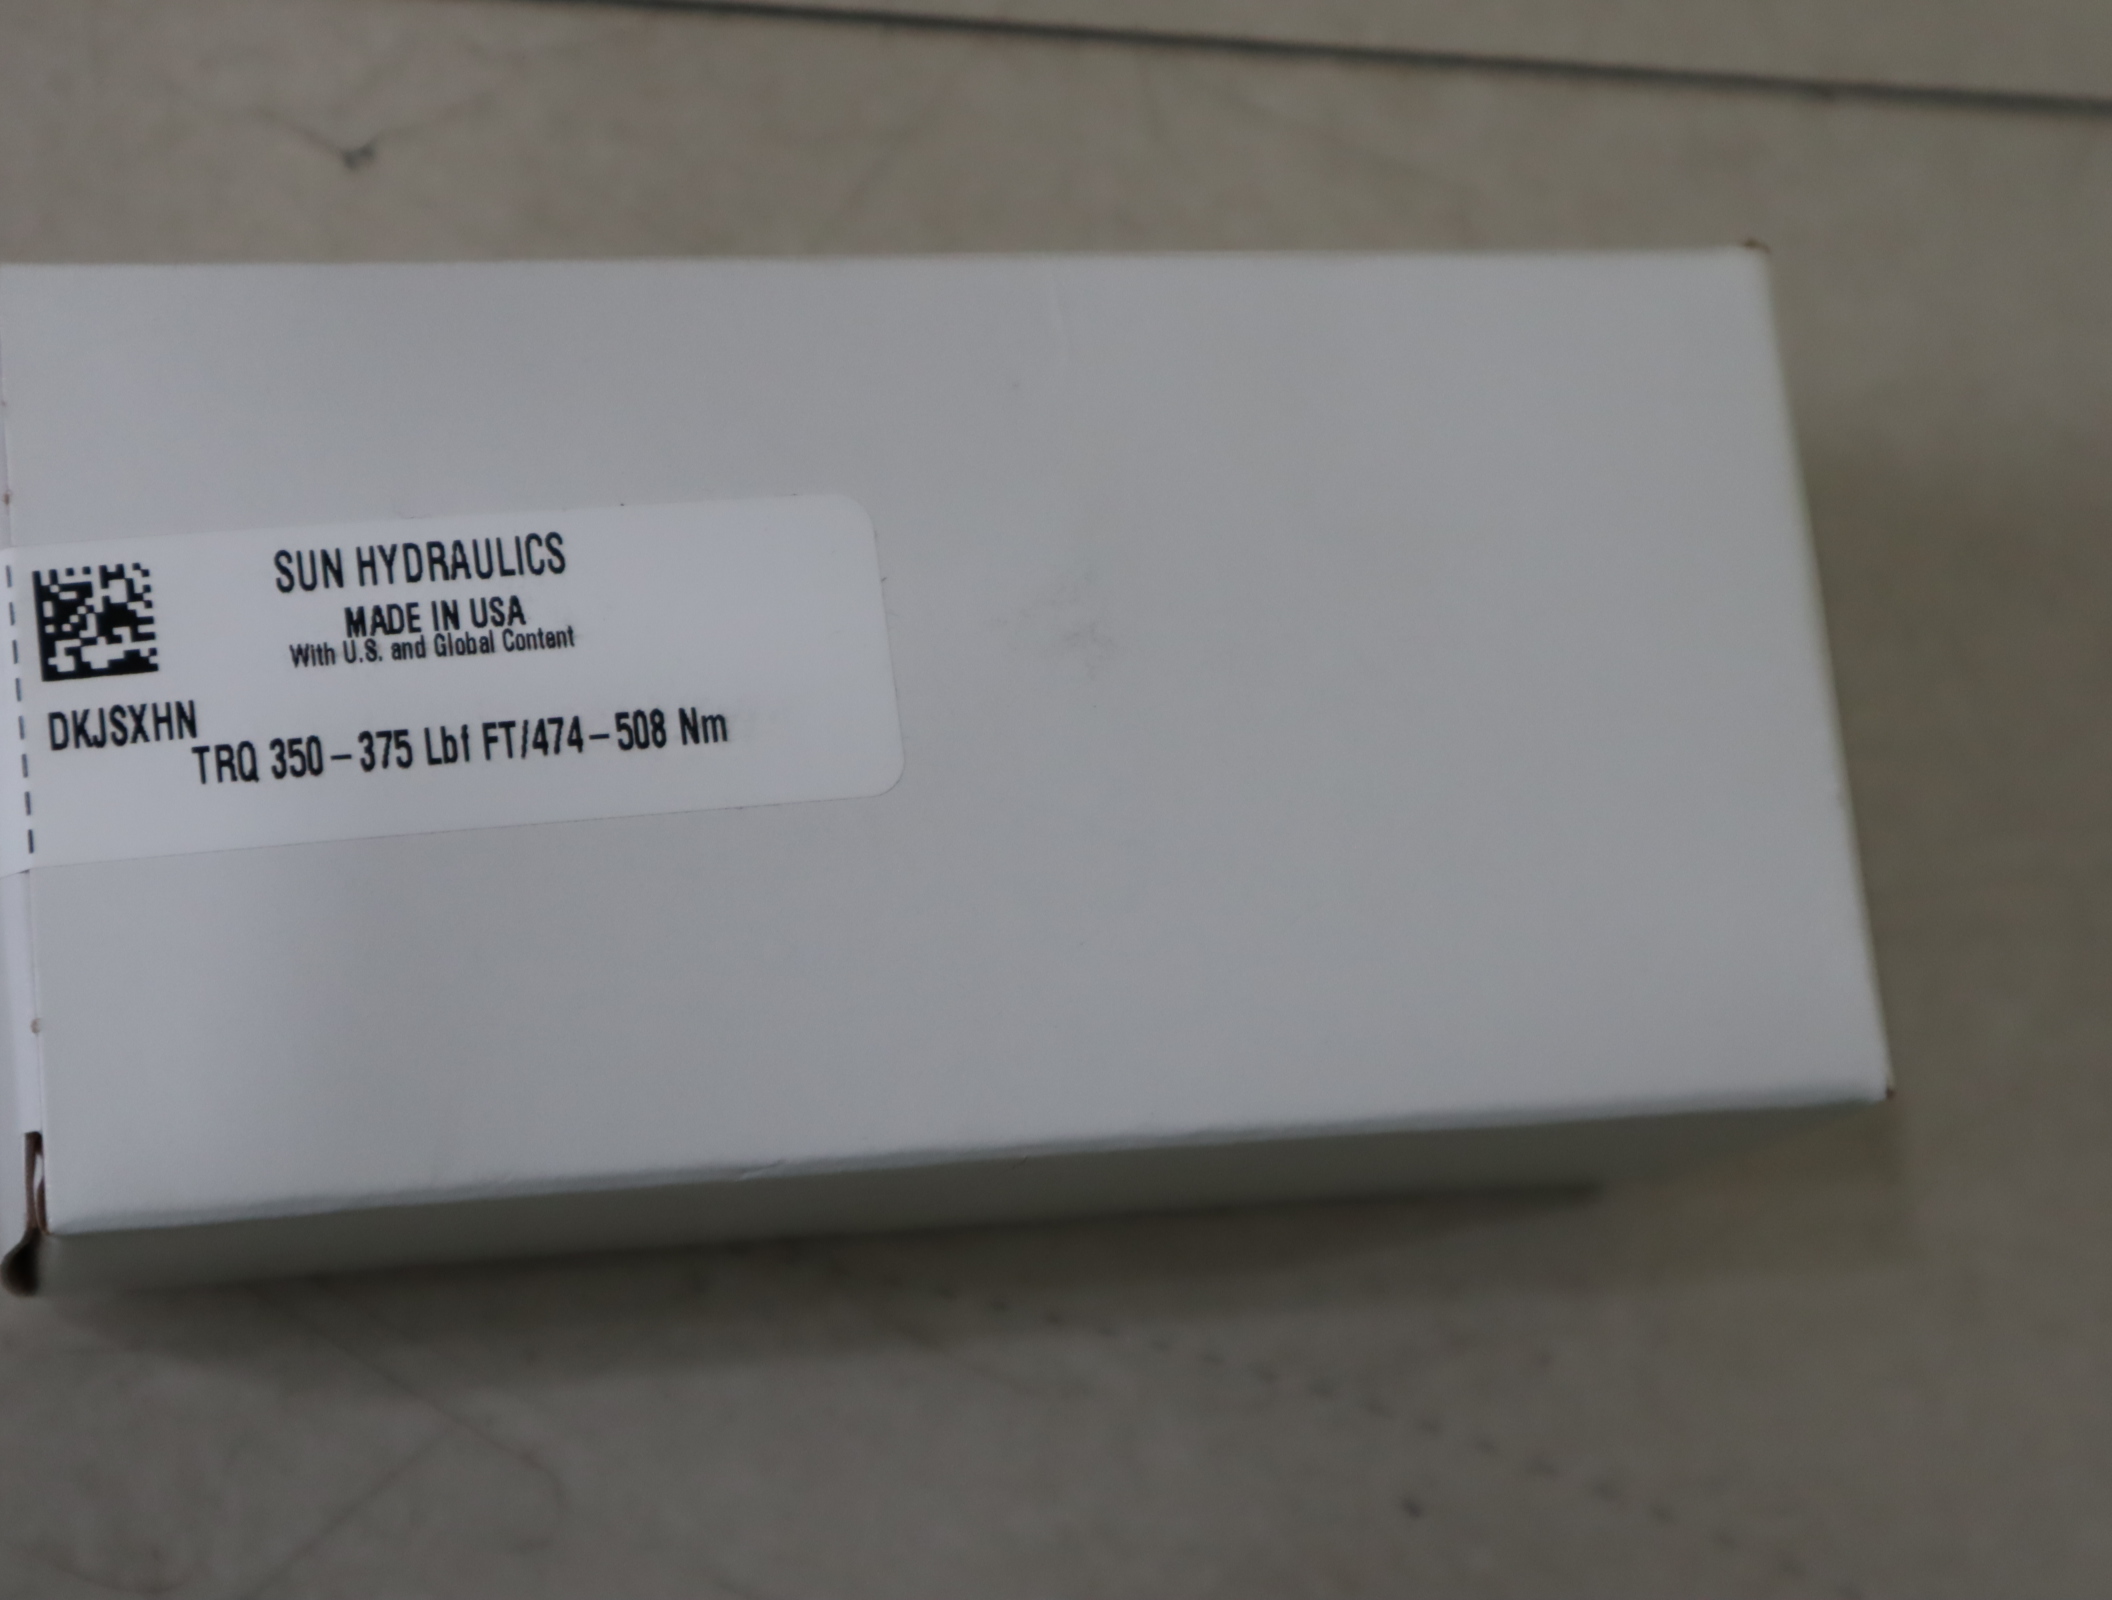 SUN HYDRAULICS
MADE IN USA
With U.S. and Global Content
DKJSXHN
TRQ 350-375 Lbf FT/474-508 Nm